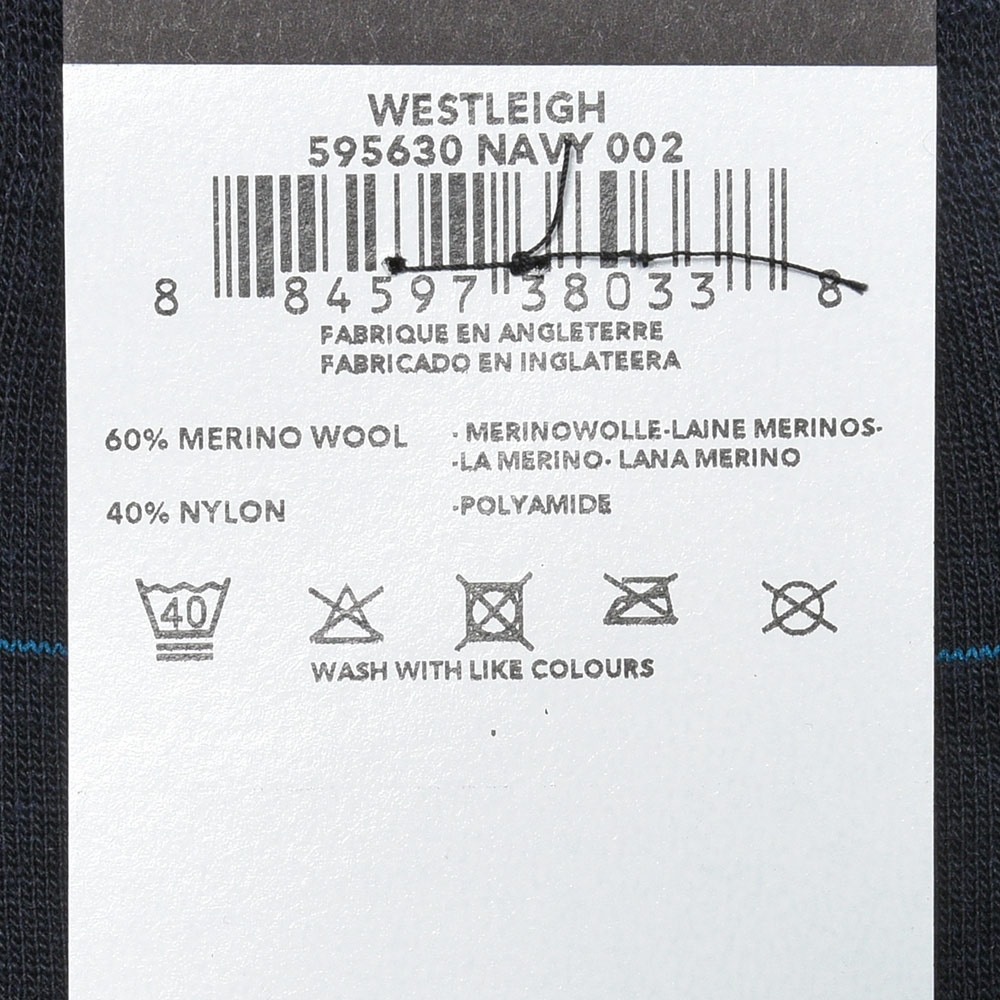 WESTLEIGH
595630 NAVY 002
8 84597 38033 8
FABRIQUE EN ANGLETERRE
FABRICADO EN INGLATEERA
60% MERINO WOOL
· MERINOWOLLE·LAINE MERINOS·
·LA MERINO· LANA MERINO
40% NYLON
·POLYAMIDE
40
WASH WITH LIKE COLOURS